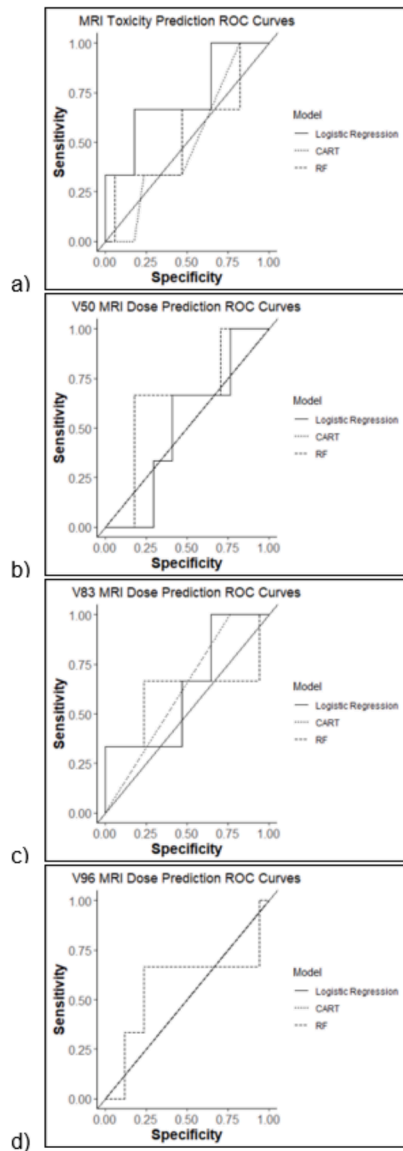 MRI Toxicity Prediction ROC Curves
1.00
0.75
0.50
0.25
0.00
Sensitivity
0.00 0.25 0.50 0.75 1.00
Specificity
Model
Logistic Regression
CART
RF
a)
V50 MRI Dose Prediction ROC Curves
1.00
0.75
0.50
0.25
0.00
Sensitivity
0.00 0.25 0.50 0.75 1.00
Specificity
Model
Logistic Regression
CART
RF
b)
V83 MRI Dose Prediction ROC Curves
1.00
0.75
0.50
0.25
0.00
Sensitivity
0.00 0.25 0.50 0.75 1.00
Specificity
Model
Logistic Regression
CART
RF
c)
V96 MRI Dose Prediction ROC Curves
1.00
0.75
0.50
0.25
0.00
Sensitivity
0.00 0.25 0.50 0.75 1.00
Specificity
Model
Logistic Regression
CART
RF
d)